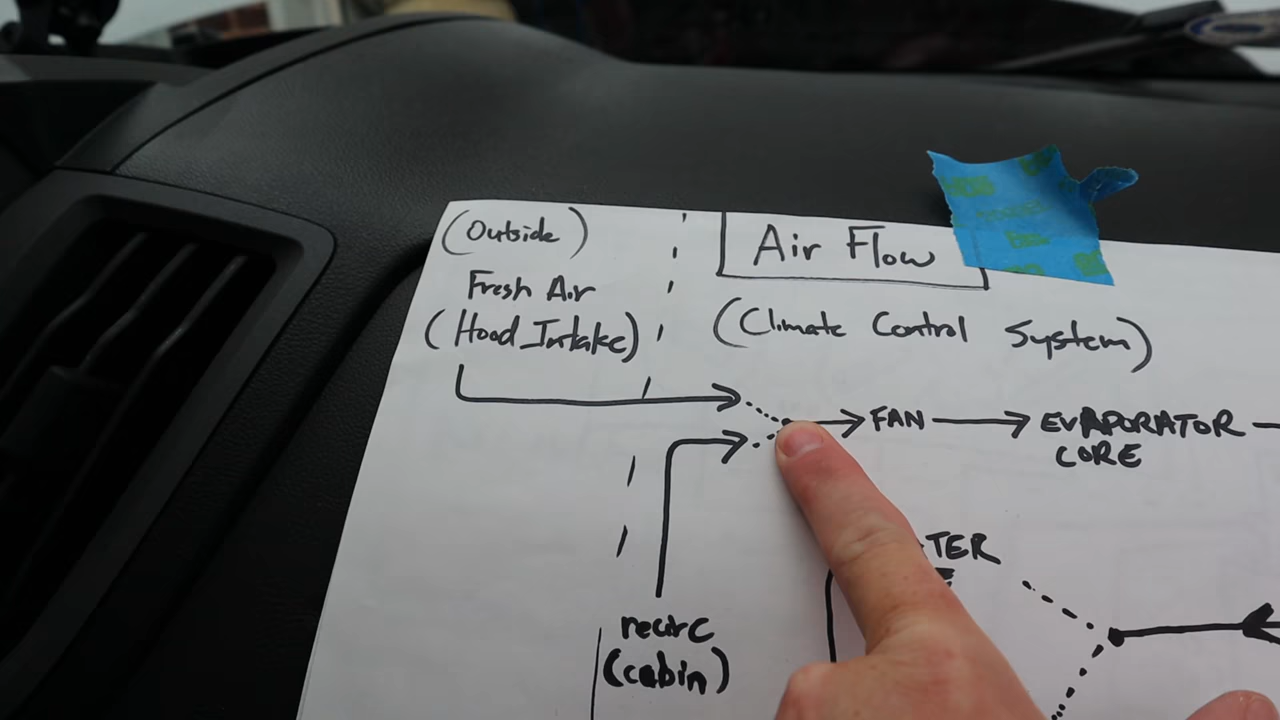 (Outside)
Fresh Air
(Hood Intake)
Air Flow
(Climate Control System)
FAN
EVAPORATOR
CORE
recirc
(cabin)